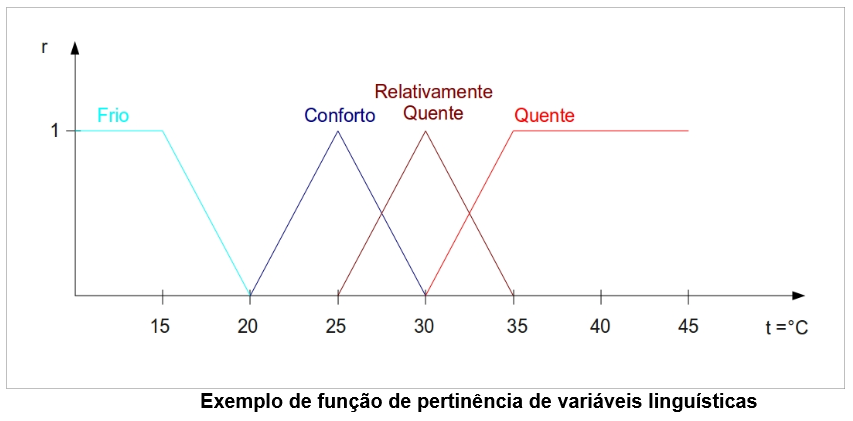 r
Relativamente
Frio Conforto Quente Quente
1
15 20 25 30 35 40 45 t =°C
Exemplo de função de pertinência de variáveis linguísticas